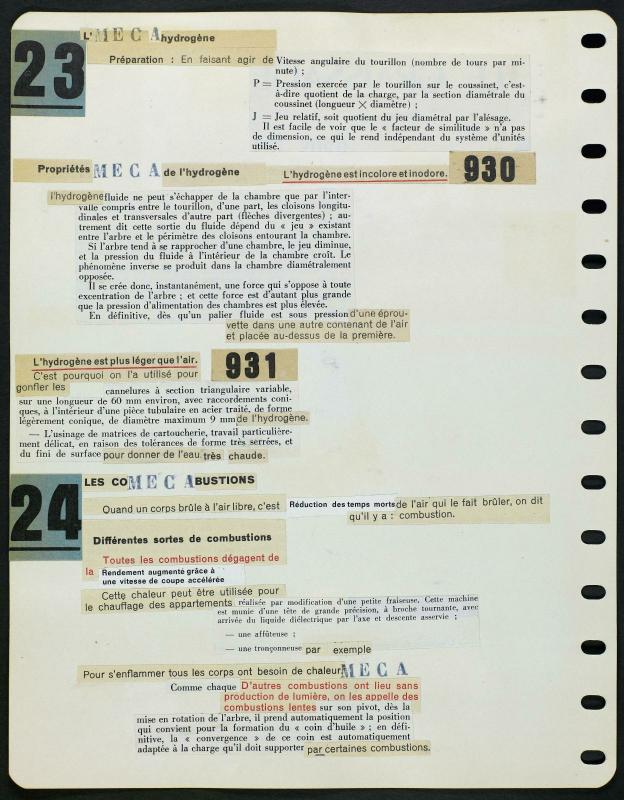 23
L'MECAhydrogène
Préparation : En faisant agir de Vitesse angulaire du tourillon (nombre de tours par mi-
nute) ;
P = Pression exercée par le tourillon sur le coussinet, c'est-
à-dire quotient de la charge, par la section diamétrale du
coussinet (longueur × diamètre) ;
J = Jeu relatif, soit quotient du jeu diamétral par l'alésage.
Il est facile de voir que le « facteur de similitude » n'a pas
de dimension, ce qui le rend indépendant du système d'unités
utilisé.
Propriétés MECA de l'hydrogène
L'hydrogène est incolore et inodore. 930
l'hydrogène fluide ne peut s'échapper de la chambre que par l'inter-
valle compris entre le tourillon, d'une part, les cloisons longitu-
dinales et transversales d'autre part (flèches divergentes) ; au-
trement dit cette sortie du fluide dépend du « jeu » existant
entre l'arbre et le périmètre des cloisons entourant la chambre.
Si l'arbre tend à se rapprocher d'une chambre, le jeu diminue,
et la pression du fluide à l'intérieur de la chambre croît. Le
phénomène inverse se produit dans la chambre diamétralement
opposée.
Il se crée donc, instantanément, une force qui s'oppose à toute
excentration de l'arbre ; et cette force est d'autant plus grande
que la pression d'alimentation des chambres est plus élevée.
En définitive, dès qu'un palier fluide est sous pression d'une éprou-
vette dans une autre contenant de l'air
et placée au-dessus de la première.
L'hydrogène est plus léger que l'air. 931
C'est pourquoi on l'a utilisé pour
gonfler les cannelures à section triangulaire variable,
sur une longueur de 60 mm environ, avec raccordements coni-
ques, à l'intérieur d'une pièce tubulaire en acier traité, de forme
légèrement conique, de diamètre maximum 9 mm de l'hydrogène.
— L'usinage de matrices de cartoucherie, travail particulière-
ment délicat, en raison des tolérances de forme très serrées, et
du fini de surface pour donner de l'eau très chaude.
24
LES COMECABUSTIONS
Quand un corps brûle à l'air libre, c'est Réduction des temps morts de l'air qui le fait brûler, on dit
qu'il y a : combustion.
Différentes sortes de combustions
Toutes les combustions dégagent de
la Rendement augmenté grâce à
une vitesse de coupe accélérée
Cette chaleur peut être utilisée pour
le chauffage des appartements réalisée par modification d'une petite fraiseuse. Cette machine
est munie d'une tête de grande précision, à broche tournante, avec
arrivée du liquide diélectrique par l'axe et descente asservie ;
— une affûteuse ;
— une tronçonneuse par exemple
Pour s'enflammer tous les corps ont besoin de chaleur MECA
Comme chaque D'autres combustions ont lieu sans
production de lumière, on les appelle des
combustions lentes sur son pivot, dès la
mise en rotation de l'arbre, il prend automatiquement la position
qui convient pour la formation du « coin d'huile » ; en défi-
nitive, la « convergence » de ce coin est automatiquement
adaptée à la charge qu'il doit supporter par certaines combustions.